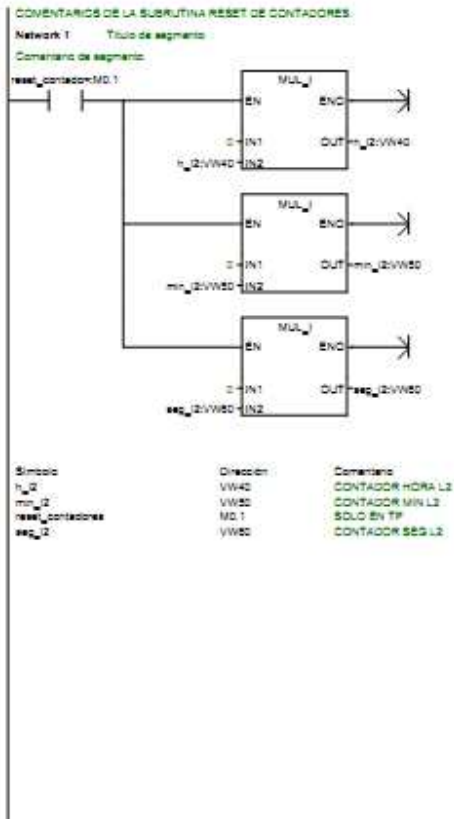 COMENTARIOS DE LA SUBRUTINA RESET DE CONTADORES.
Network 1 Título de segmento
Comentario de segmento
reset_contado~:M0.1
MUL_I
EN ENO
0 IN1 OUT h_l2:VW40
h_l2:VW40 IN2
MUL_I
EN ENO
0 IN1 OUT min_l2:VW50
min_l2:VW50 IN2
MUL_I
EN ENO
0 IN1 OUT seg_l2:VW60
seg_l2:VW60 IN2
Símbolo Dirección Comentario
h_l2 VW40 CONTADOR HORA L2
min_l2 VW50 CONTADOR MIN L2
reset_contadores M0.1 SOLO EN TP
seg_l2 VW60 CONTADOR SEG L2